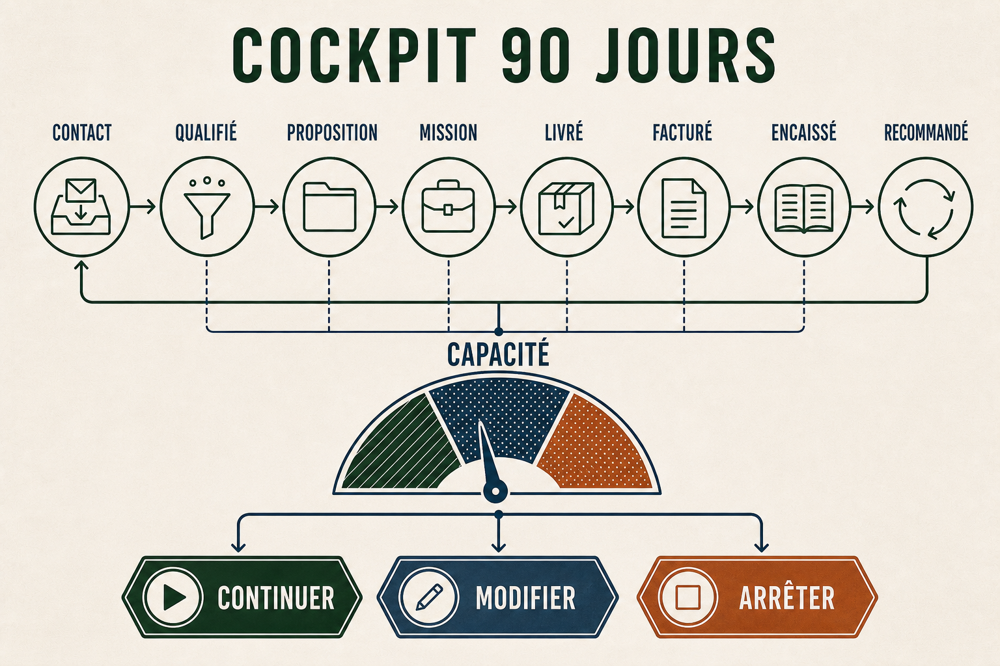 COCKPIT 90 JOURS
CONTACT
QUALIFIÉ
PROPOSITION
MISSION
LIVRÉ
FACTURÉ
ENCAISSÉ
RECOMMANDÉ
CAPACITÉ
CONTINUER
MODIFIER
ARRÊTER